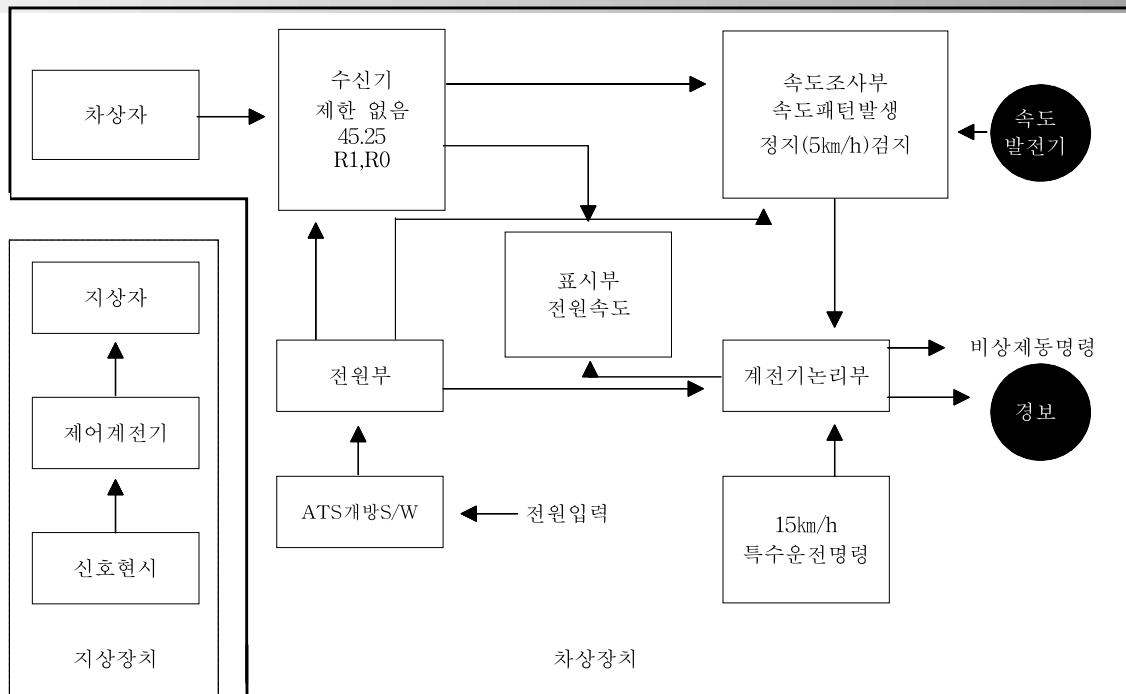 차상자
수신기
제한 없음
45.25
R1,R0
속도조사부
속도패턴발생
정지(5㎞/h)검지
속도
발전기
표시부
전원속도
지상자
전원부
계전기논리부
비상제동명령
경보
제어계전기
ATS개방S/W
전원입력
15㎞/h
특수운전명령
신호현시
지상장치
차상장치